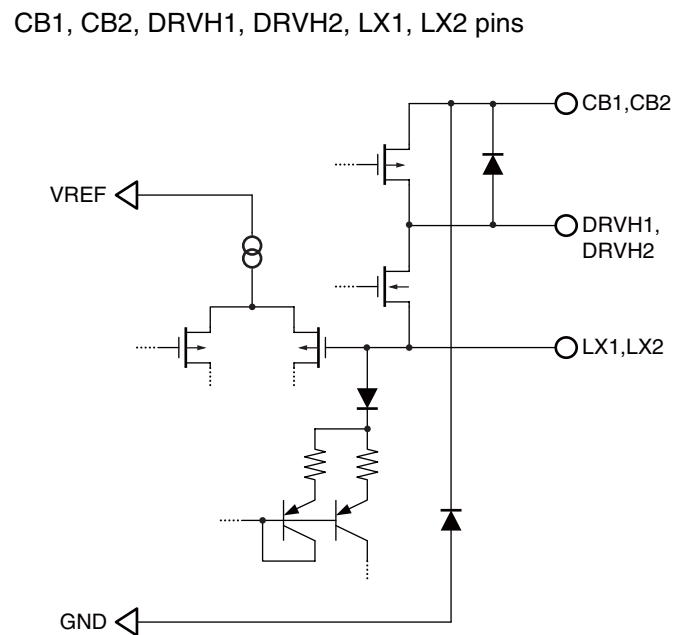 CB1, CB2, DRVH1, DRVH2, LX1, LX2 pins
CB1,CB2
VREF
DRVH1,
DRVH2
LX1,LX2
GND